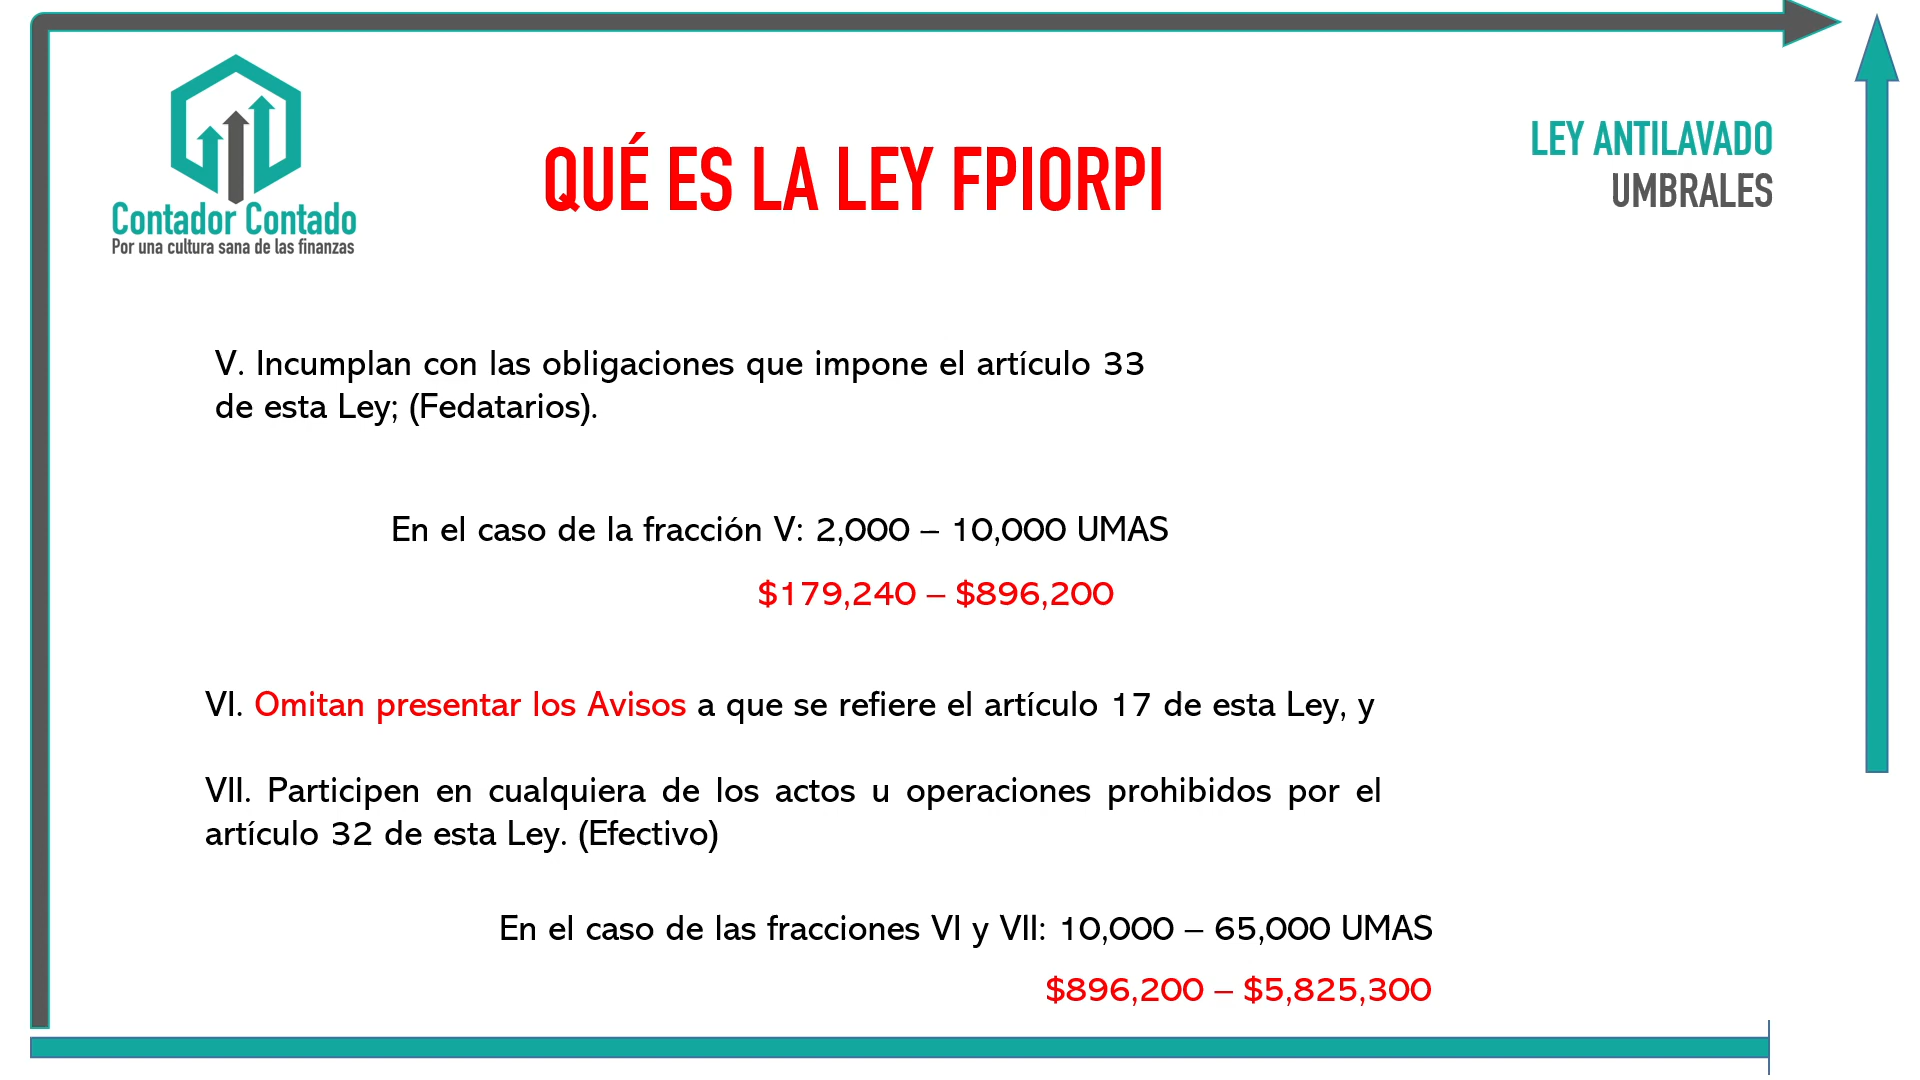 Contador Contado
Por una cultura sana de las finanzas
QUÉ ES LA LEY FPIORPI
LEY ANTILAVADO
UMBRALES
V. Incumplan con las obligaciones que impone el artículo 33
de esta Ley; (Fedatarios).
En el caso de la fracción V: 2,000 – 10,000 UMAS
$179,240 – $896,200
VI. Omitan presentar los Avisos a que se refiere el artículo 17 de esta Ley, y
VII. Participen en cualquiera de los actos u operaciones prohibidos por el
artículo 32 de esta Ley. (Efectivo)
En el caso de las fracciones VI y VII: 10,000 – 65,000 UMAS
$896,200 – $5,825,300